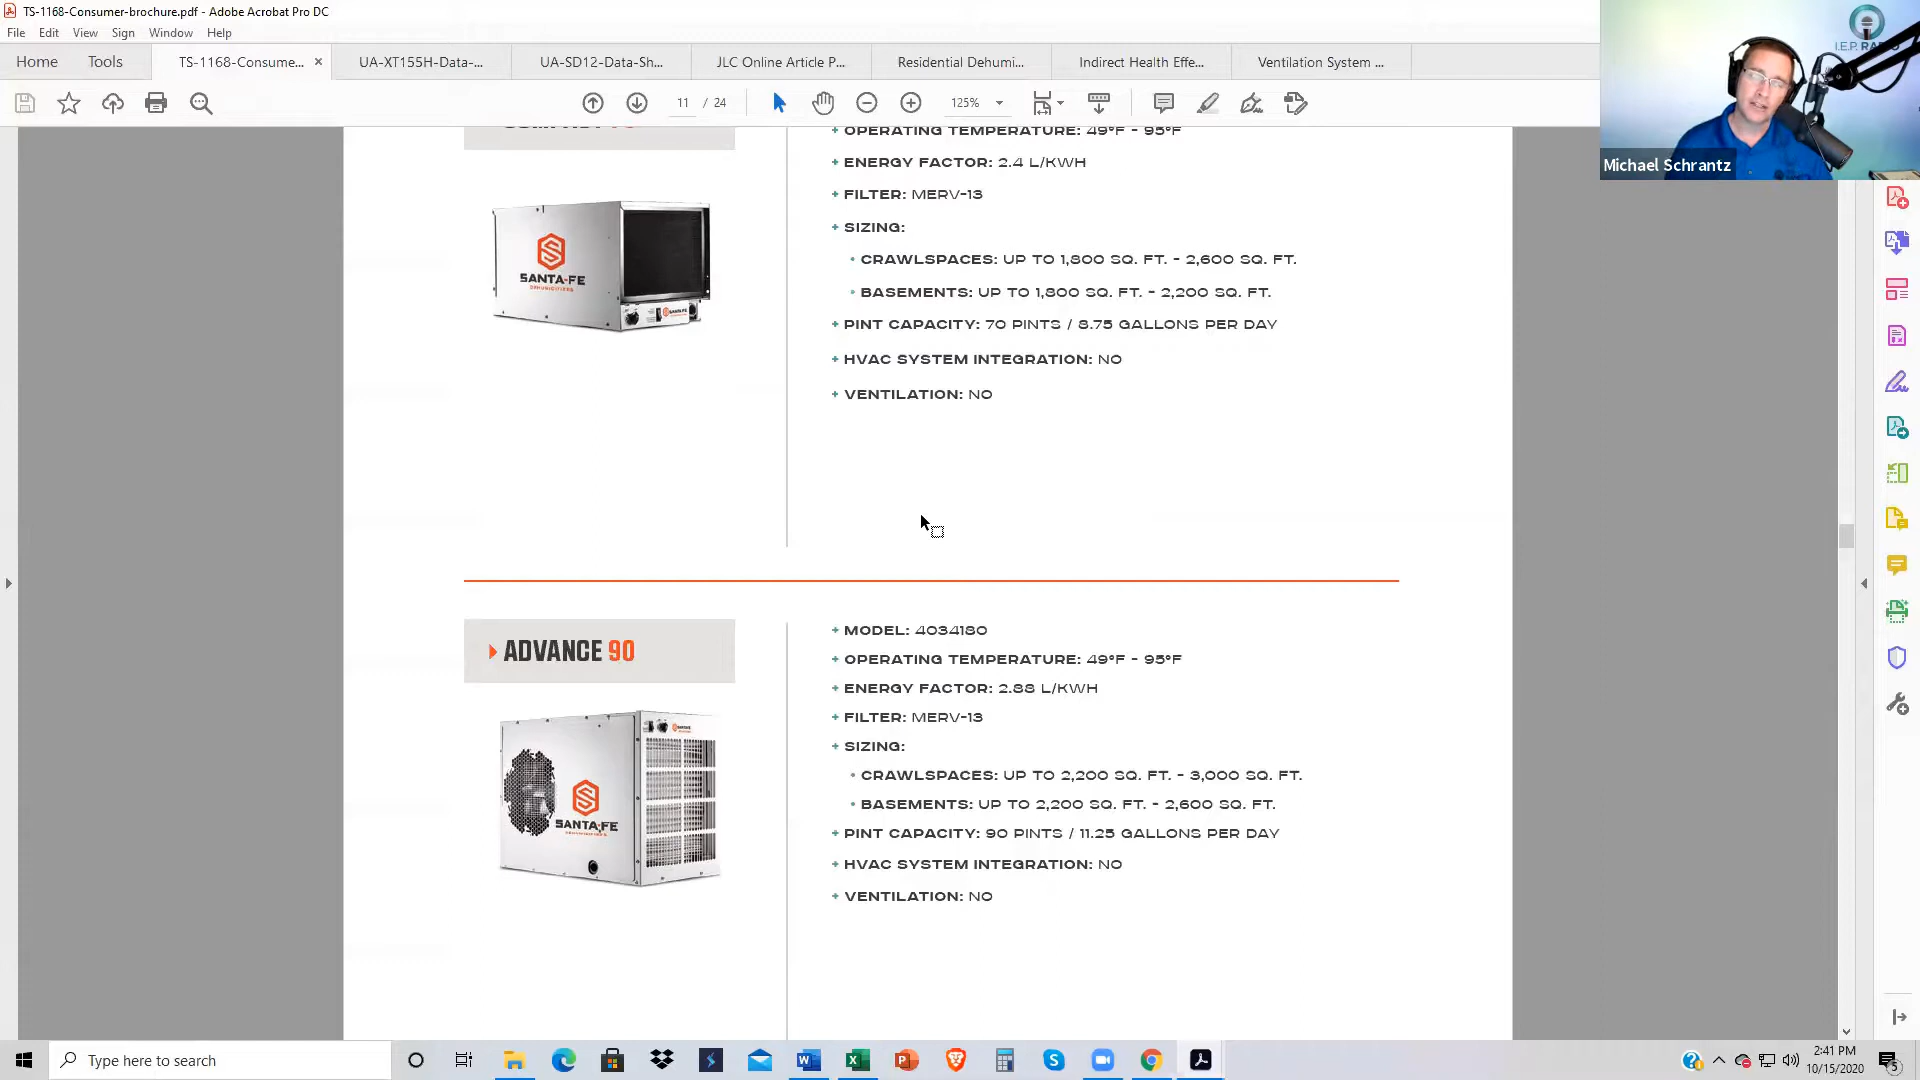 TS-1168-Consumer-brochure.pdf - Adobe Acrobat Pro DC
File Edit View Sign Window Help
Home Tools TS-1168-Consume... × UA-XT155H-Data-... UA-SD12-Data-Sh... JLC Online Article P... Residential Dehumi... Indirect Health Effe... Ventilation System ...
11 / 24 125%
I.E.P. RADIO
Michael Schrantz
+ OPERATING TEMPERATURE: 49°F - 95°F
+ ENERGY FACTOR: 2.4 L/KWH
+ FILTER: MERV-13
+ SIZING:
• CRAWLSPACES: UP TO 1,800 SQ. FT. - 2,600 SQ. FT.
• BASEMENTS: UP TO 1,800 SQ. FT. - 2,200 SQ. FT.
+ PINT CAPACITY: 70 PINTS / 8.75 GALLONS PER DAY
+ HVAC SYSTEM INTEGRATION: NO
+ VENTILATION: NO
SANTA-FE
DEHUMIDIFIERS
SANTA-FE
ADVANCE 90
+ MODEL: 4034180
+ OPERATING TEMPERATURE: 49°F - 95°F
+ ENERGY FACTOR: 2.88 L/KWH
+ FILTER: MERV-13
+ SIZING:
• CRAWLSPACES: UP TO 2,200 SQ. FT. - 3,000 SQ. FT.
• BASEMENTS: UP TO 2,200 SQ. FT. - 2,600 SQ. FT.
+ PINT CAPACITY: 90 PINTS / 11.25 GALLONS PER DAY
+ HVAC SYSTEM INTEGRATION: NO
+ VENTILATION: NO
SANTA-FE
Type here to search
2:41 PM
10/15/2020
5